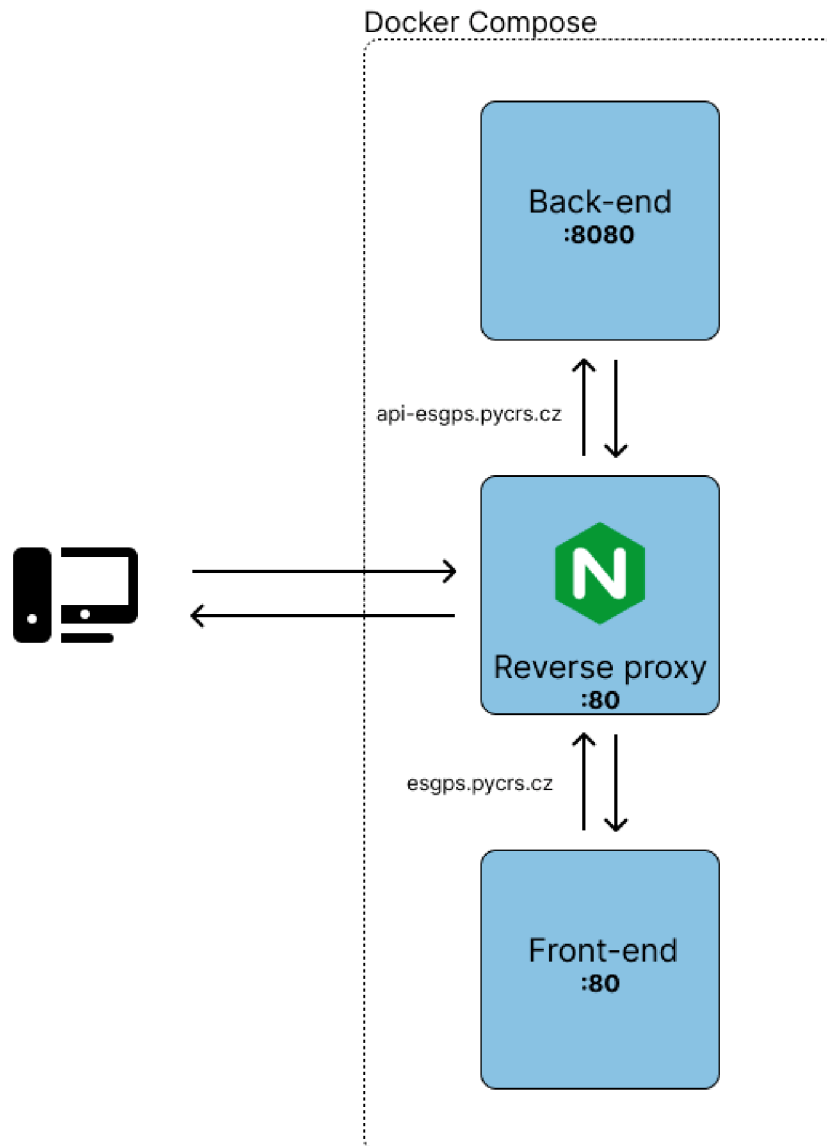 Docker Compose
Back-end
:8080
api-esgps.pycrs.cz
N
Reverse proxy
:80
esgps.pycrs.cz
Front-end
:80